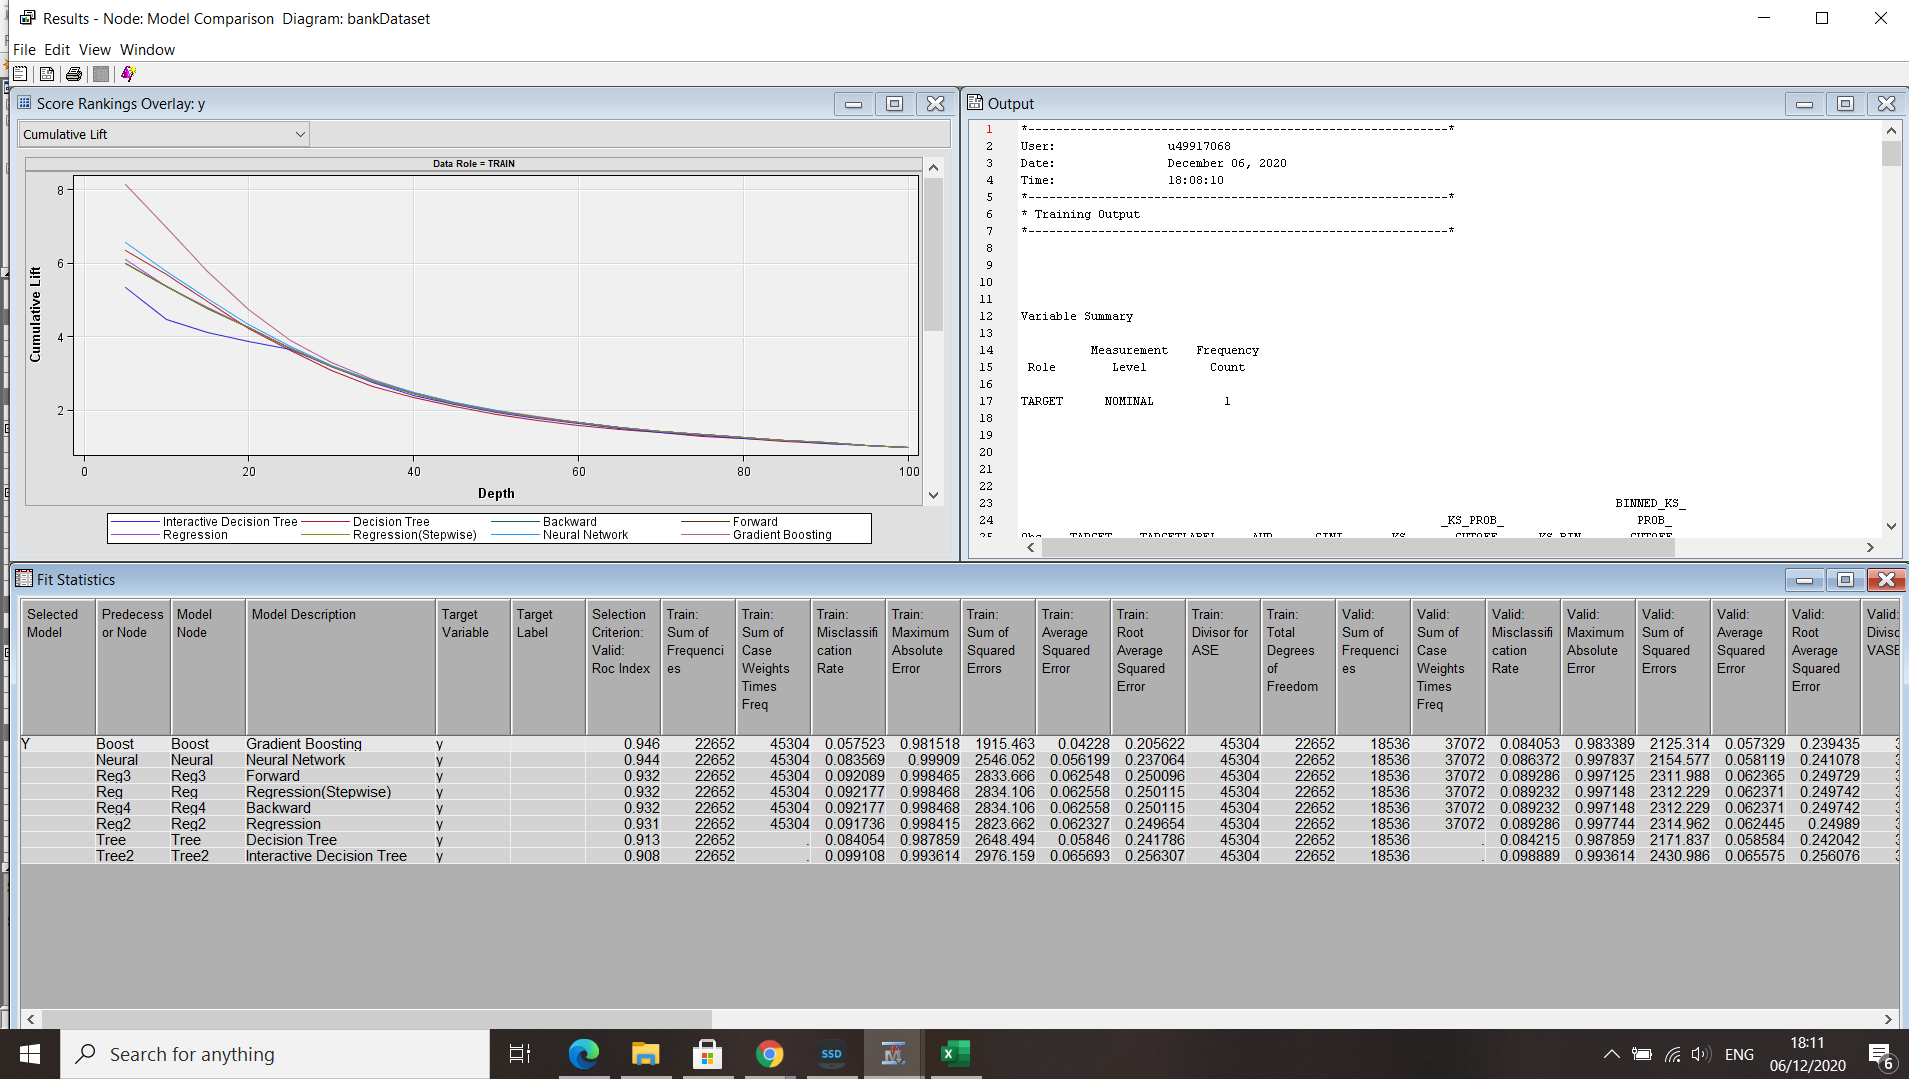 Results - Node: Model Comparison  Diagram: bankDataset
File Edit View Window
Score Rankings Overlay: y
Cumulative Lift
Data Role = TRAIN
Cumulative Lift
8
6
4
2
0 20 40 60 80 100
Depth
Interactive Decision Tree Decision Tree Backward Forward
Regression Regression(Stepwise) Neural Network Gradient Boosting
Output
1 *------------------------------------------------------------*
2 User: u49917068
3 Date: December 06, 2020
4 Time: 18:08:10
5 *------------------------------------------------------------*
6 * Training Output
7 *------------------------------------------------------------*
8
9
10
11
12 Variable Summary
13
14 Measurement Frequency
15 Role Level Count
16
17 TARGET NOMINAL 1
18
19
20
21
22
23 BINNED_KS_
24 _KS_PROB_ PROB_
Fit Statistics
Selected Model Predecessor Node Model Node Model Description Target Variable Target Label Selection Criterion: Valid: Roc Index Train: Sum of Frequencies Train: Sum of Case Weights Times Freq Train: Misclassification Rate Train: Maximum Absolute Error Train: Sum of Squared Errors Train: Average Squared Error Train: Root Average Squared Error Train: Divisor for ASE Train: Total Degrees of Freedom Valid: Sum of Frequencies Valid: Sum of Case Weights Times Freq Valid: Misclassification Rate Valid: Maximum Absolute Error Valid: Sum of Squared Errors Valid: Average Squared Error Valid: Root Average Squared Error Valid:
Y Boost Boost Gradient Boosting y 0.946 22652 45304 0.057523 0.981518 1915.463 0.04228 0.205622 45304 22652 18536 37072 0.084053 0.983389 2125.314 0.057329 0.239435
Neural Neural Neural Network y 0.944 22652 45304 0.083569 0.99909 2546.052 0.056199 0.237064 45304 22652 18536 37072 0.086372 0.997837 2154.577 0.058119 0.241078
Reg3 Reg3 Forward y 0.932 22652 45304 0.092089 0.998465 2833.666 0.062548 0.250096 45304 22652 18536 37072 0.089286 0.997125 2311.988 0.062365 0.249729
Reg Reg Regression(Stepwise) y 0.932 22652 45304 0.092177 0.998468 2834.106 0.062558 0.250115 45304 22652 18536 37072 0.089232 0.997148 2312.229 0.062371 0.249742
Reg4 Reg4 Backward y 0.932 22652 45304 0.092177 0.998468 2834.106 0.062558 0.250115 45304 22652 18536 37072 0.089232 0.997148 2312.229 0.062371 0.249742
Reg2 Reg2 Regression y 0.931 22652 45304 0.091736 0.998415 2823.662 0.062327 0.249654 45304 22652 18536 37072 0.089286 0.997744 2314.962 0.062445 0.24989
Tree Tree Decision Tree y 0.913 22652 . 0.084054 0.987859 2648.494 0.05846 0.241786 45304 22652 18536 . 0.084215 0.987859 2171.837 0.058584 0.242042
Tree2 Tree2 Interactive Decision Tree y 0.908 22652 . 0.099108 0.993614 2976.159 0.065693 0.256307 45304 22652 18536 . 0.098889 0.993614 2430.986 0.065575 0.256076
Search for anything
SSD
ENG
18:11
06/12/2020
6